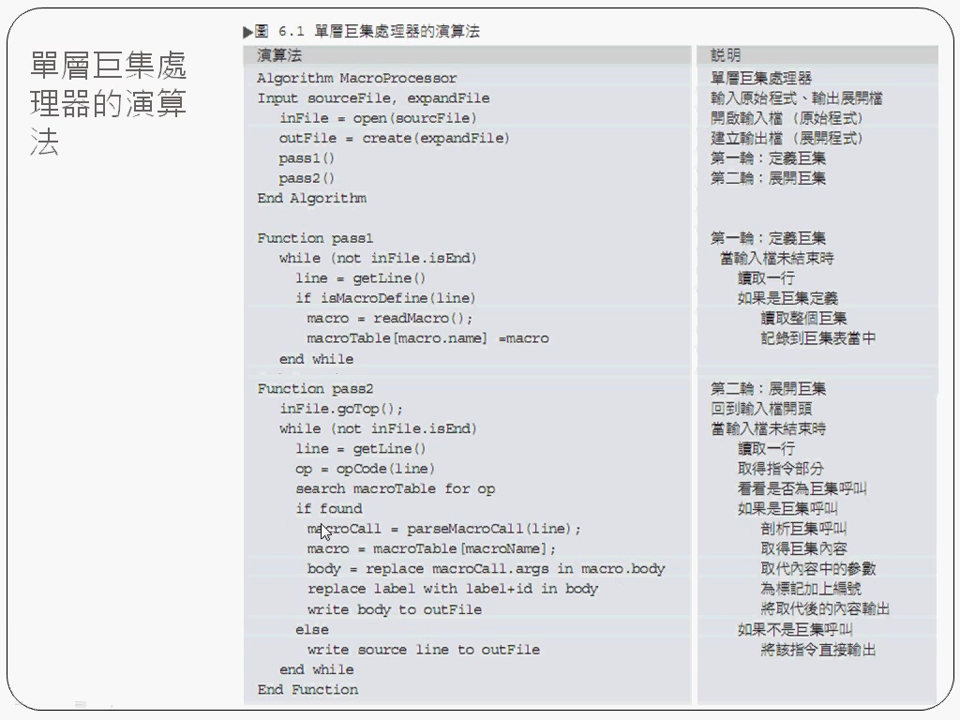 單層巨集處
理器的演算
法
▶圖 6.1 單層巨集處理器的演算法
演算法 說明
Algorithm MacroProcessor 單層巨集處理器
Input sourceFile, expandFile 輸入原始程式、輸出展開檔
inFile = open(sourcFile) 開啟輸入檔 (原始程式)
outFile = create(expandFile) 建立輸出檔 (展開程式)
pass1() 第一輪：定義巨集
pass2() 第二輪：展開巨集
End Algorithm
Function pass1 第一輪：定義巨集
while (not inFile.isEnd) 當輸入檔未結束時
line = getLine() 讀取一行
if isMacroDefine(line) 如果是巨集定義
macro = readMacro(); 讀取整個巨集
macroTable[macro.name] =macro 記錄到巨集表當中
end while
Function pass2 第二輪：展開巨集
inFile.goTop(); 回到輸入檔開頭
while (not inFile.isEnd) 當輸入檔未結束時
line = getLine() 讀取一行
op = opCode(line) 取得指令部分
search macroTable for op 看看是否為巨集呼叫
if found 如果是巨集呼叫
macroCall = parseMacroCall(line); 剖析巨集呼叫
macro = macroTable[macroName]; 取得巨集內容
body = replace macroCall.args in macro.body 取代內容中的參數
replace label with label+id in body 為標記加上編號
write body to outFile 將取代後的內容輸出
else 如果不是巨集呼叫
write source line to outFile 將該指令直接輸出
end while
End Function